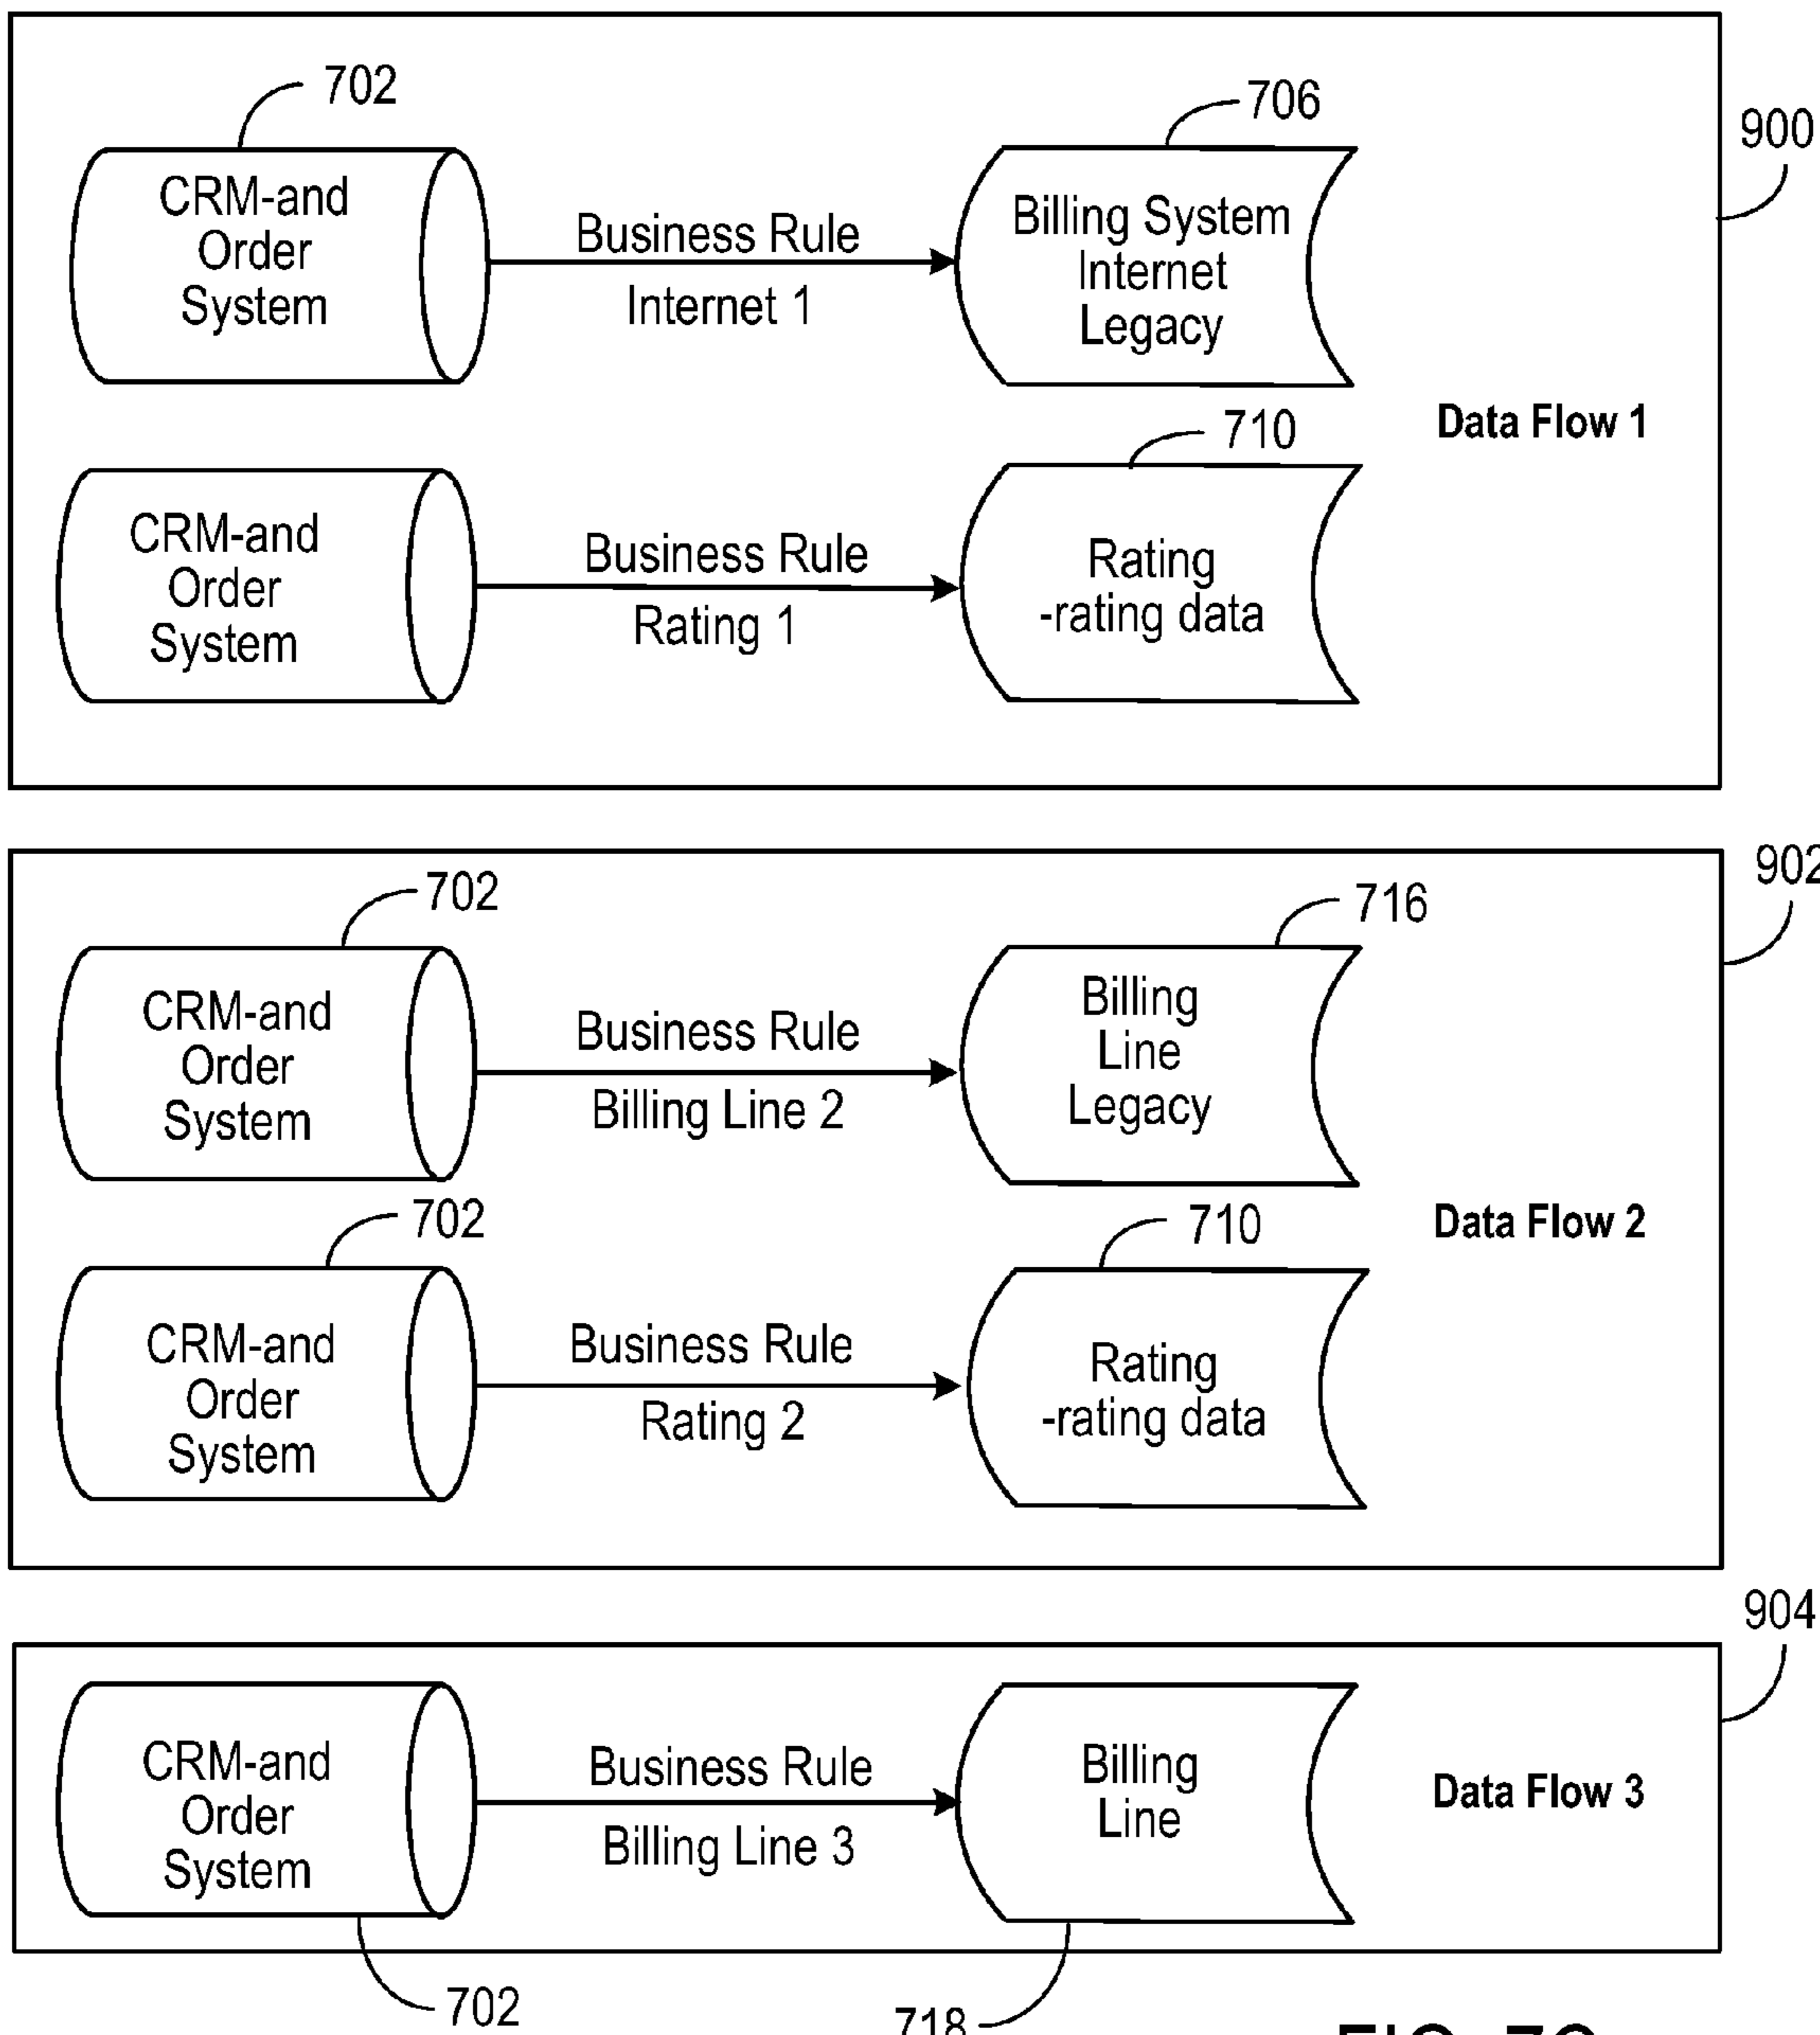 702
706
900
CRM-and
Order
System
Business Rule
Internet 1
Billing System
Internet
Legacy
Data Flow 1
710
CRM-and
Order
System
Business Rule
Rating 1
Rating
-rating data
902
702
716
CRM-and
Order
System
Business Rule
Billing Line 2
Billing
Line
Legacy
Data Flow 2
702
710
CRM-and
Order
System
Business Rule
Rating 2
Rating
-rating data
904
CRM-and
Order
System
Business Rule
Billing Line 3
Billing
Line
Data Flow 3
702
718